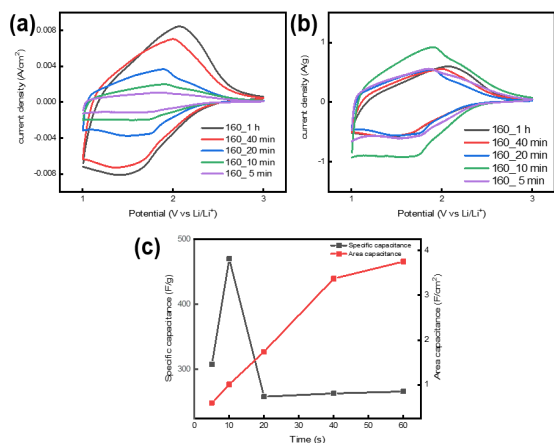 (a)
0.008
0.004
0.000
-0.004
-0.008
current density (A/cm²)
160_1 h
160_40 min
160_20 min
160_10 min
160_ 5 min
1
2
3
Potential (V vs Li/Li⁺)
(b)
1
0
-1
current density (A/g)
160_1 h
160_40 min
160_20 min
160_10 min
160_ 5 min
1
2
3
Potential (V vs Li/Li⁺)
(c)
500
400
300
Specific capacitance (F/g)
Specific capacitance
Area capacitance
4
3
2
1
Area capacitance (F/cm²)
0
10
20
30
40
50
60
Time (s)